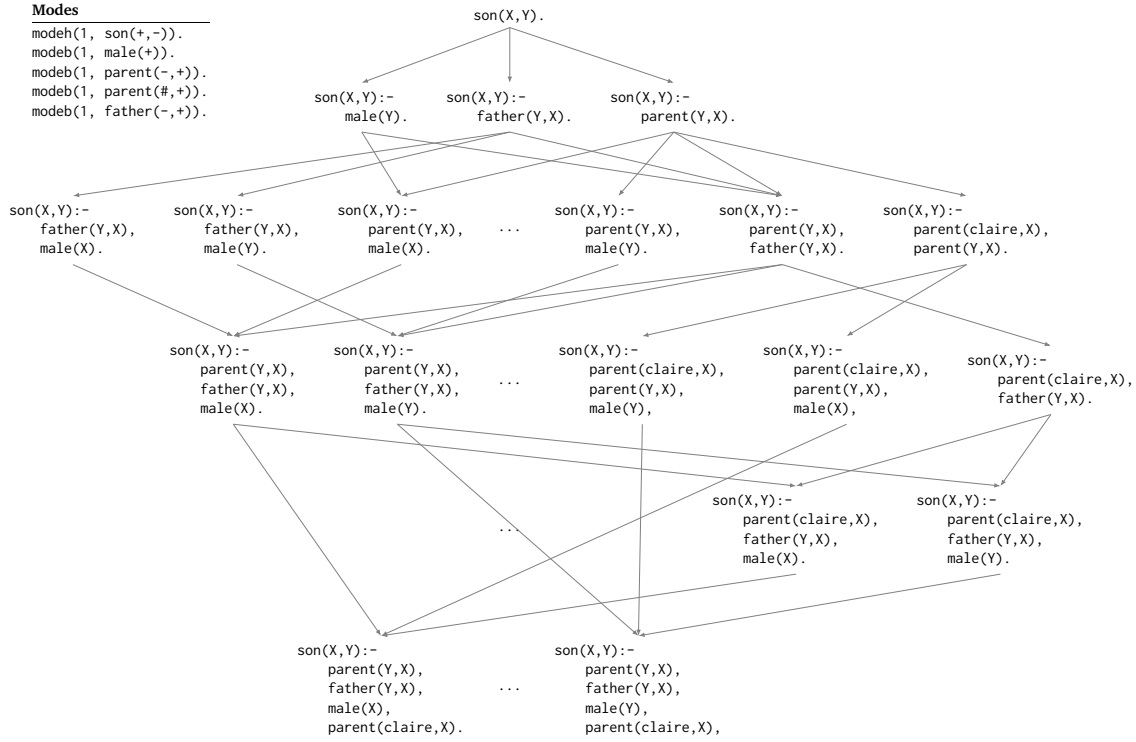 Modes
modeh(1, son(+,-)).
modeb(1, male(+)).
modeb(1, parent(-,+)).
modeb(1, parent(#,+)).
modeb(1, father(-,+)).
son(X,Y).
son(X,Y):-
male(Y).
son(X,Y):-
father(Y,X).
son(X,Y):-
parent(Y,X).
son(X,Y):-
father(Y,X),
male(X).
son(X,Y):-
father(Y,X),
male(Y).
son(X,Y):-
parent(Y,X),
male(X).
...
son(X,Y):-
parent(Y,X),
male(Y).
son(X,Y):-
parent(Y,X),
father(Y,X).
son(X,Y):-
parent(claire,X),
parent(Y,X).
son(X,Y):-
parent(Y,X),
father(Y,X),
male(X).
son(X,Y):-
parent(Y,X),
father(Y,X),
male(Y).
...
son(X,Y):-
parent(claire,X),
parent(Y,X),
male(Y),
son(X,Y):-
parent(claire,X),
parent(Y,X),
male(X),
son(X,Y):-
parent(claire,X),
father(Y,X).
...
son(X,Y):-
parent(claire,X),
father(Y,X),
male(X).
son(X,Y):-
parent(claire,X),
father(Y,X),
male(Y).
son(X,Y):-
parent(Y,X),
father(Y,X),
male(X),
parent(claire,X).
...
son(X,Y):-
parent(Y,X),
father(Y,X),
male(Y),
parent(claire,X),